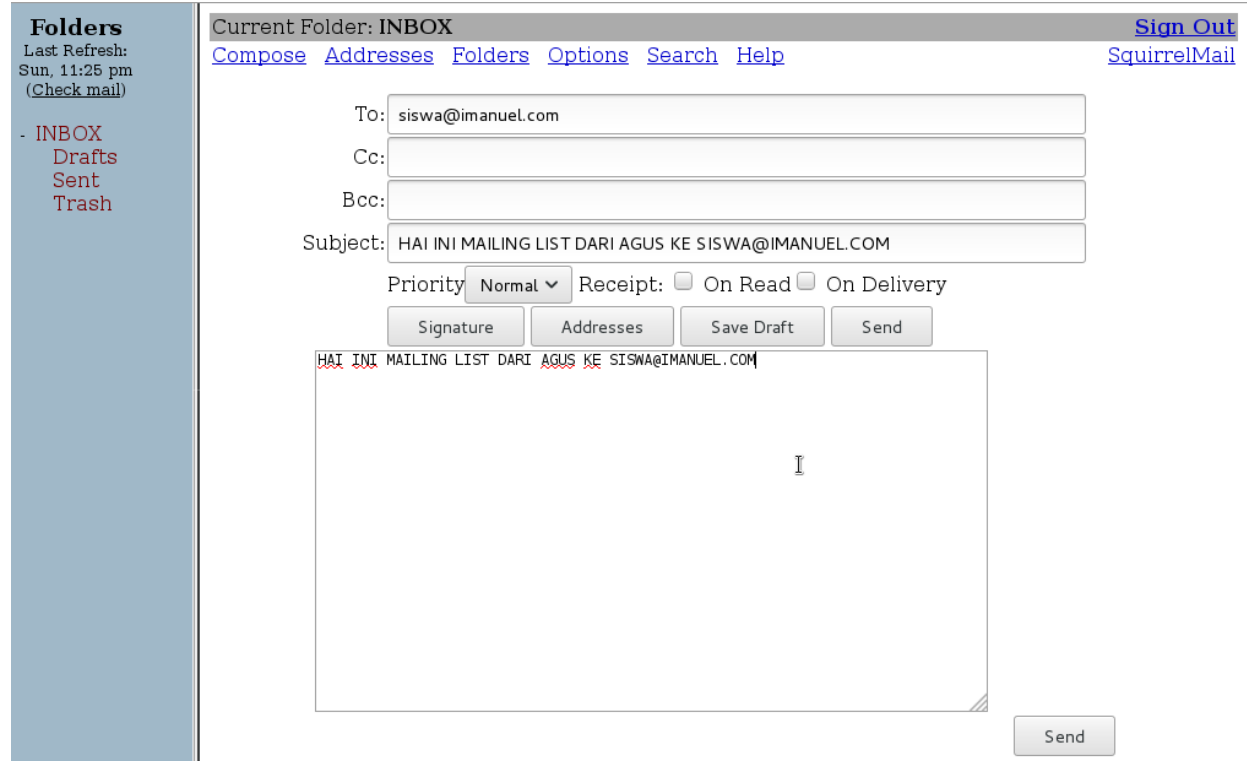 Folders
Last Refresh:
Sun, 11:25 pm
(Check mail)
- INBOX
Drafts
Sent
Trash
Current Folder: INBOX Sign Out
Compose Addresses Folders Options Search Help SquirrelMail
To: siswa@imanuel.com
Cc:
Bcc:
Subject: HAI INI MAILING LIST DARI AGUS KE SISWA@IMANUEL.COM
Priority Normal Receipt: On Read On Delivery
Signature Addresses Save Draft Send
HAI INI MAILING LIST DARI AGUS KE SISWA@IMANUEL.COM
Send